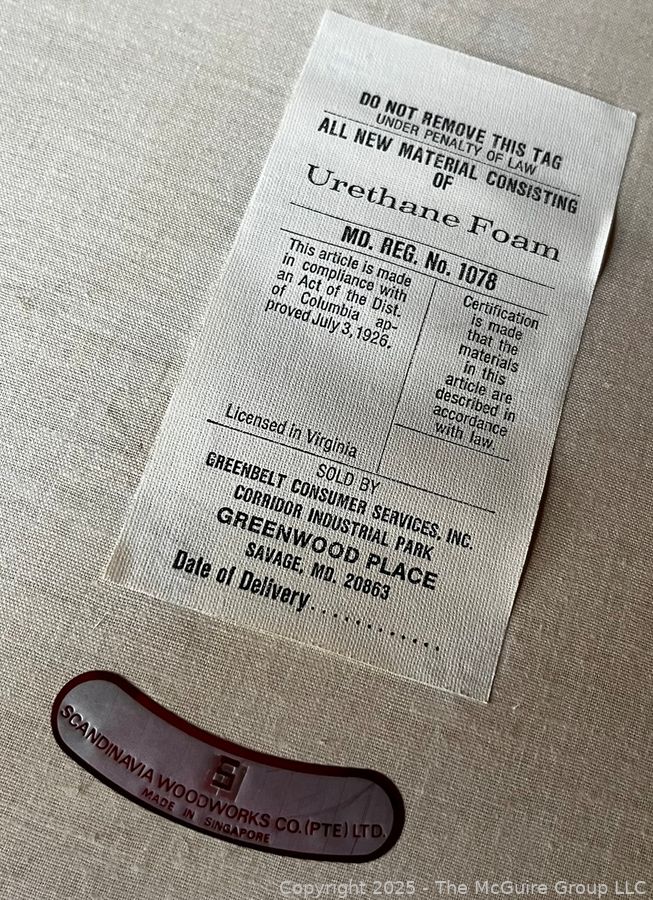 DO NOT REMOVE THIS TAG
UNDER PENALTY OF LAW
ALL NEW MATERIAL CONSISTING
OF
Urethane Foam
MD. REG. No. 1078
This article is made
in compliance with
an Act of the Dist.
of Columbia ap-
proved July 3, 1926.
Licensed in Virginia
Certification
is made
that the
materials
in this
article are
described in
accordance
with law.
SOLD BY
GREENBELT CONSUMER SERVICES, INC.
CORRIDOR INDUSTRIAL PARK
GREENWOOD PLACE
SAVAGE, MD. 20863
Date of Delivery.............
SCANDINAVIA WOODWORKS CO. (PTE) LTD.
MADE IN SINGAPORE
Copyright 2025 - The McGuire Group LLC